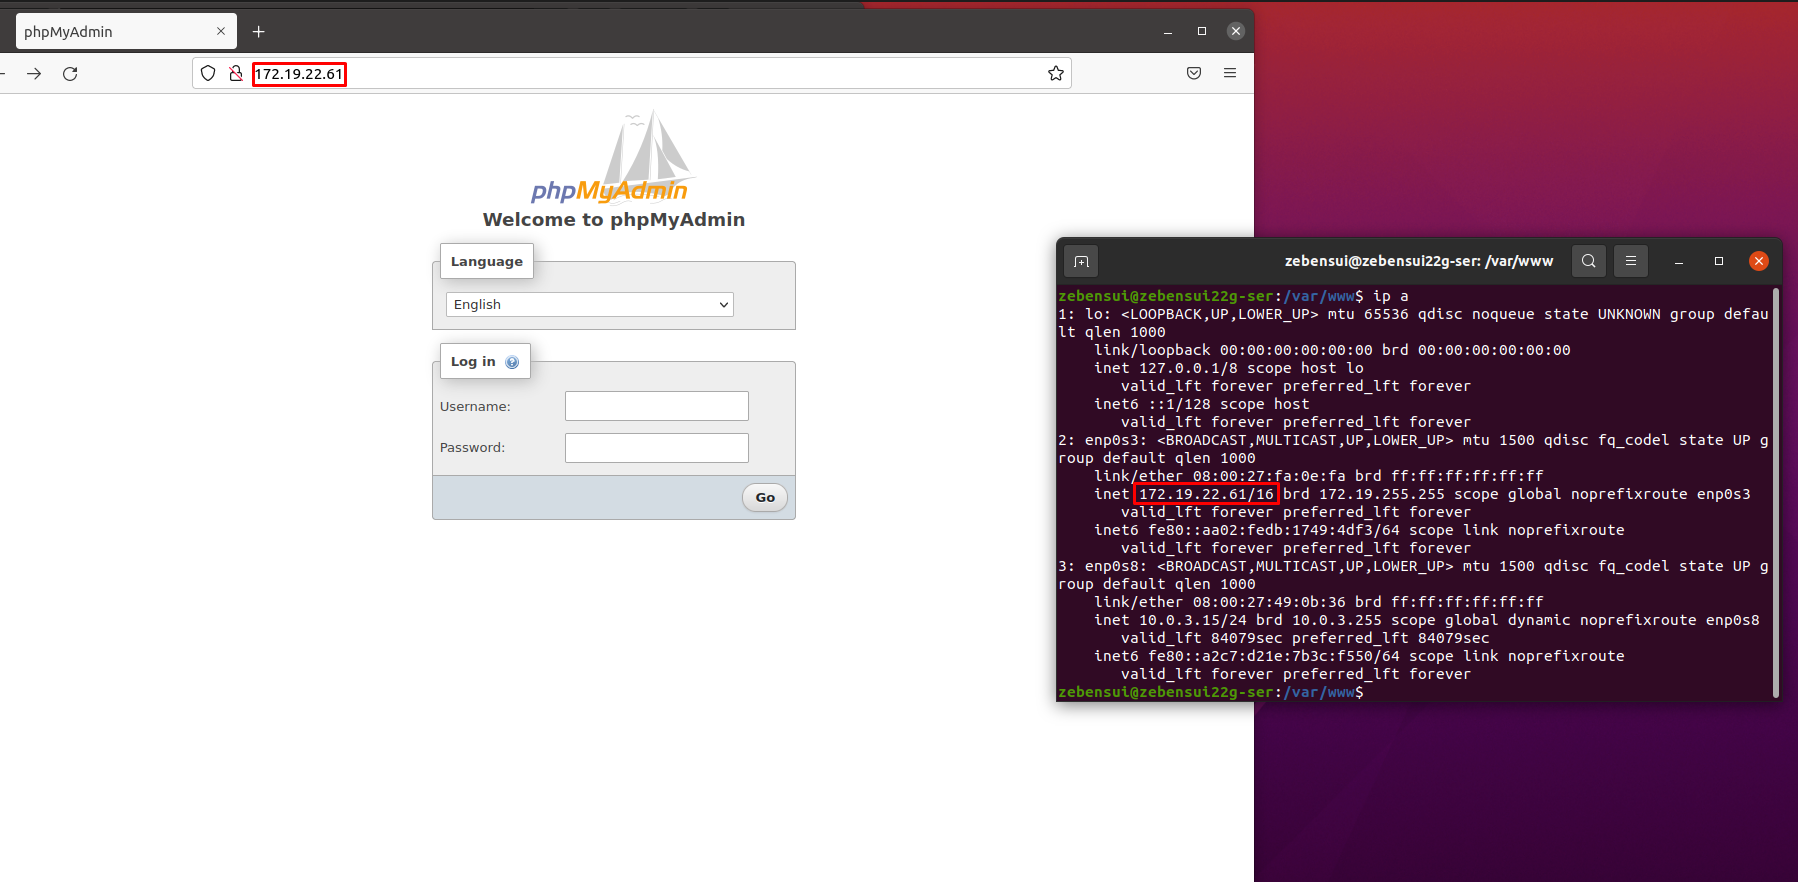 phpMyAdmin
172.19.22.61
phpMyAdmin
Welcome to phpMyAdmin
Language
English
Log in
Username:
Password:
Go
zebensui@zebensui22g-ser: /var/www
zebensui@zebensui22g-ser:/var/www$ ip a
1: lo: <LOOPBACK,UP,LOWER_UP> mtu 65536 qdisc noqueue state UNKNOWN group defau
lt qlen 1000
    link/loopback 00:00:00:00:00:00 brd 00:00:00:00:00:00
    inet 127.0.0.1/8 scope host lo
       valid_lft forever preferred_lft forever
    inet6 ::1/128 scope host
       valid_lft forever preferred_lft forever
2: enp0s3: <BROADCAST,MULTICAST,UP,LOWER_UP> mtu 1500 qdisc fq_codel state UP g
roup default qlen 1000
    link/ether 08:00:27:fa:0e:fa brd ff:ff:ff:ff:ff:ff
    inet 172.19.22.61/16 brd 172.19.255.255 scope global noprefixroute enp0s3
       valid_lft forever preferred_lft forever
    inet6 fe80::aa02:fedb:1749:4df3/64 scope link noprefixroute
       valid_lft forever preferred_lft forever
3: enp0s8: <BROADCAST,MULTICAST,UP,LOWER_UP> mtu 1500 qdisc fq_codel state UP g
roup default qlen 1000
    link/ether 08:00:27:49:0b:36 brd ff:ff:ff:ff:ff:ff
    inet 10.0.3.15/24 brd 10.0.3.255 scope global dynamic noprefixroute enp0s8
       valid_lft 84079sec preferred_lft 84079sec
    inet6 fe80::a2c7:d21e:7b3c:f550/64 scope link noprefixroute
       valid_lft forever preferred_lft forever
zebensui@zebensui22g-ser:/var/www$